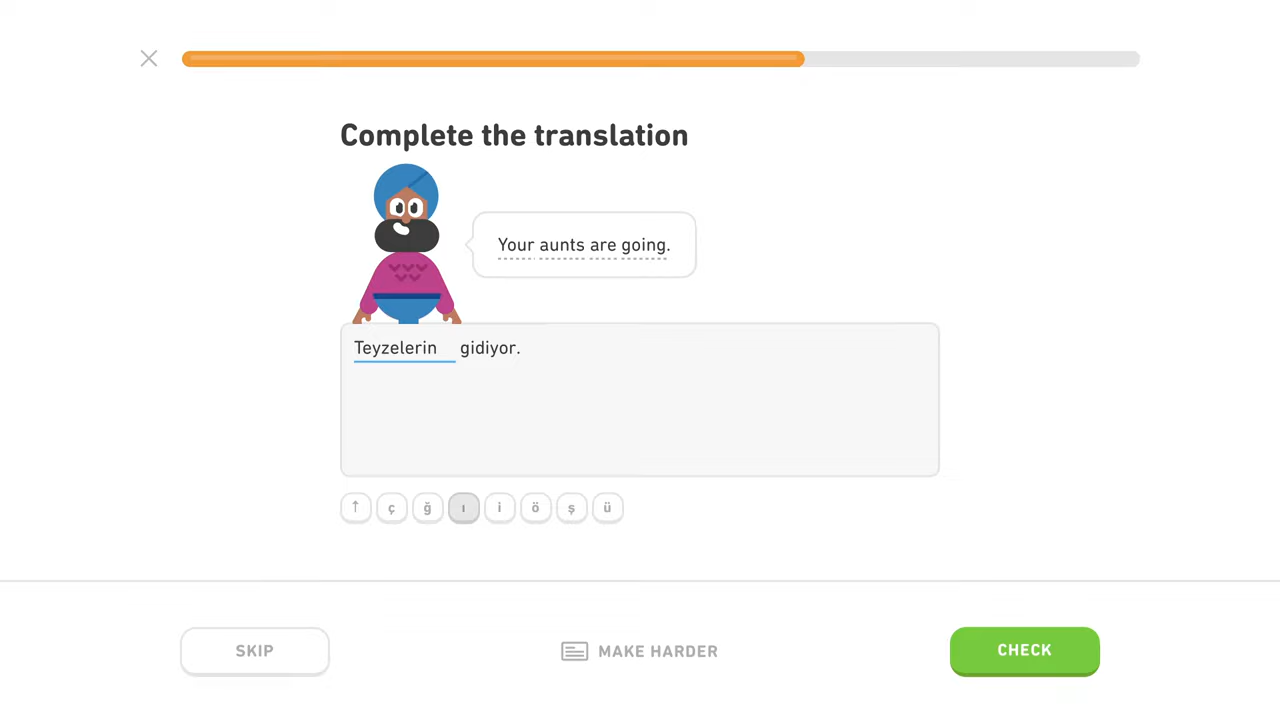 Complete the translation
Your aunts are going.
Teyzelerin gidiyor.
↑ ç ğ ı i ö ş ü
SKIP
MAKE HARDER
CHECK